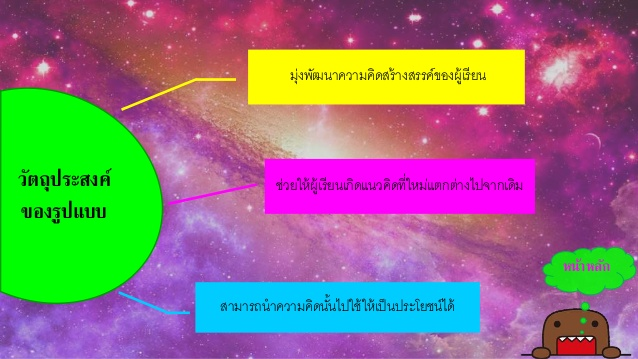 วัตถุประสงค์
ของรูปแบบ
มุ่งพัฒนาความคิดสร้างสรรค์ของผู้เรียน
ช่วยให้ผู้เรียนเกิดแนวคิดที่ใหม่แตกต่างไปจากเดิม
สามารถนำความคิดนั้นไปใช้ให้เป็นประโยชน์ได้
หน้าหลัก